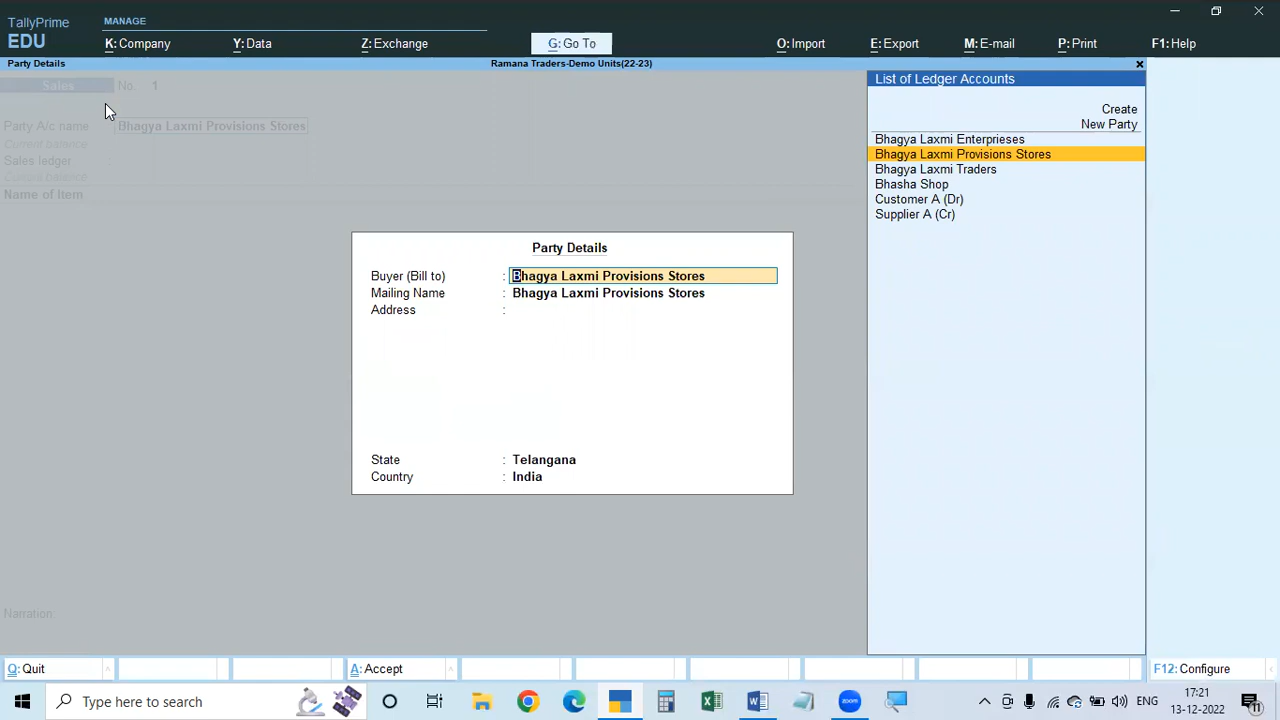 TallyPrime
EDU
MANAGE
K:Company
Y:Data
Z:Exchange
G: Go To
O: Import
E: Export
M: E-mail
P: Print
F1: Help
Party Details
Ramana Traders-Demo Units(22-23)
Sales
No.
1
Party A/c name
: Bhagya Laxmi Provisions Stores
Current balance
:
Sales ledger
:
Current balance
:
Name of Item
List of Ledger Accounts
Create
New Party
Bhagya Laxmi Enterprieses
Bhagya Laxmi Provisions Stores
Bhagya Laxmi Traders
Bhasha Shop
Customer A (Dr)
Supplier A (Cr)
Party Details
Buyer (Bill to) : Bhagya Laxmi Provisions Stores
Mailing Name : Bhagya Laxmi Provisions Stores
Address :
State : Telangana
Country : India
Narration
Q: Quit
A: Accept
F12: Configure
Type here to search
ENG
17:21
13-12-2022
11